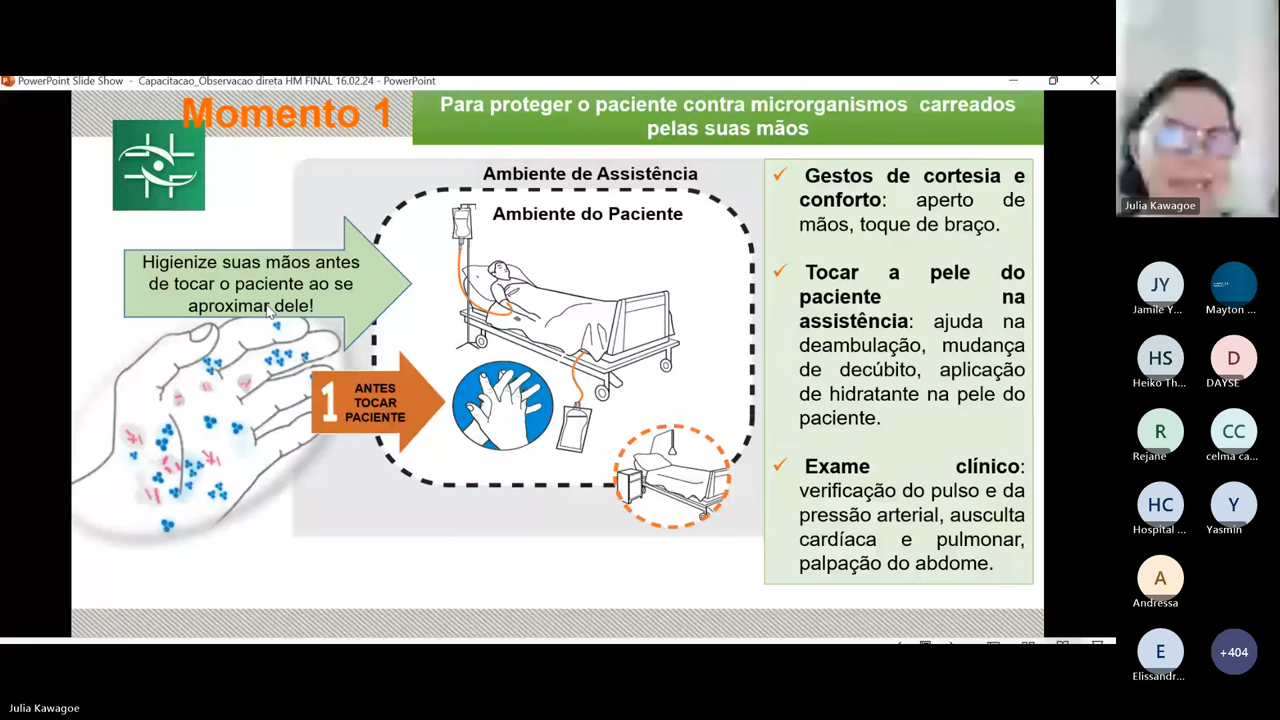 PowerPoint Slide Show - Capacitacao_Observacao direta HM FINAL 16.02.24 - PowerPoint
Momento 1
Para proteger o paciente contra microrganismos carreados
pelas suas mãos
Ambiente de Assistência
Ambiente do Paciente
Higienize suas mãos antes
de tocar o paciente ao se
aproximar dele!
1 ANTES
TOCAR
PACIENTE
Gestos de cortesia e
conforto: aperto de
mãos, toque de braço.
Tocar a pele do
paciente na
assistência: ajuda na
deambulação, mudança
de decúbito, aplicação
de hidratante na pele do
paciente.
Exame clínico:
verificação do pulso e da
pressão arterial, ausculta
cardíaca e pulmonar,
palpação do abdome.
Julia Kawagoe
JY
Jamile Y...
Mayton ...
HS
Heiko Th...
D
DAYSE
R
Rejane
CC
celma ca...
HC
Hospital ...
Y
Yasmin
A
Andressa
E
Elissandr...
+404
Julia Kawagoe